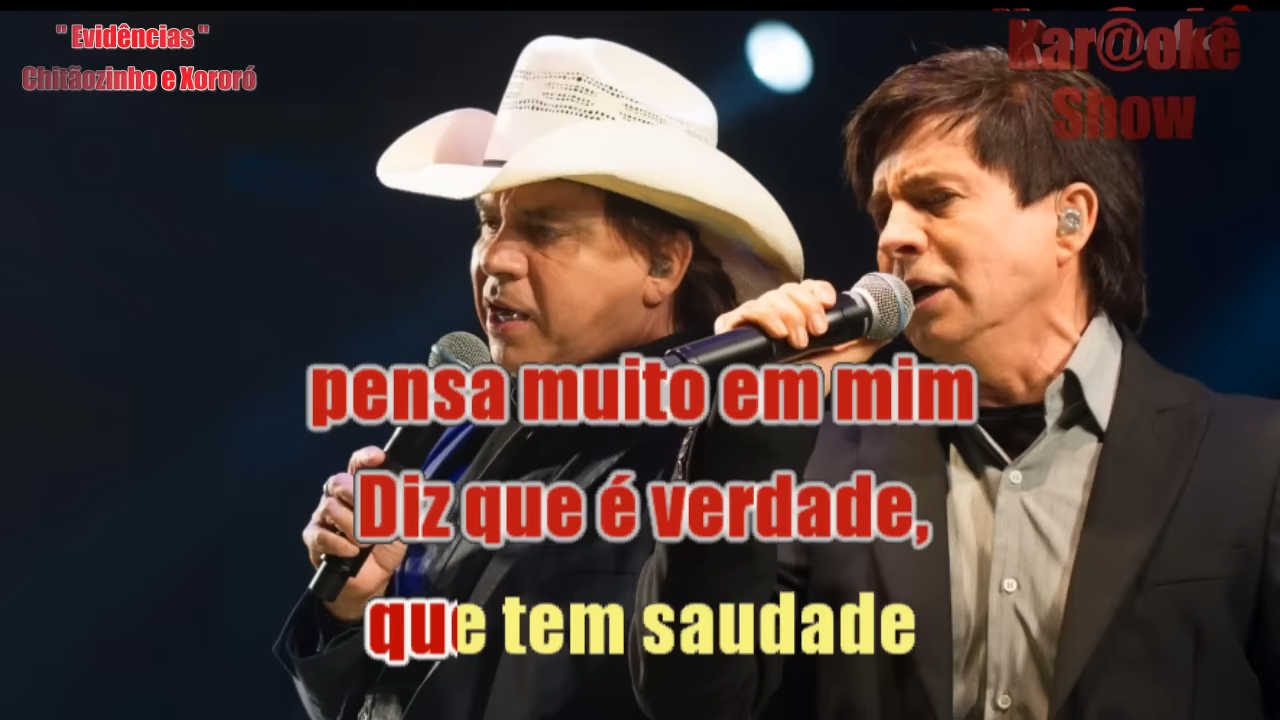 " Evidências "
Chitãozinho e Xororó
Kar@okê
Show
pensa muito em mim
Diz que é verdade,
que tem saudade